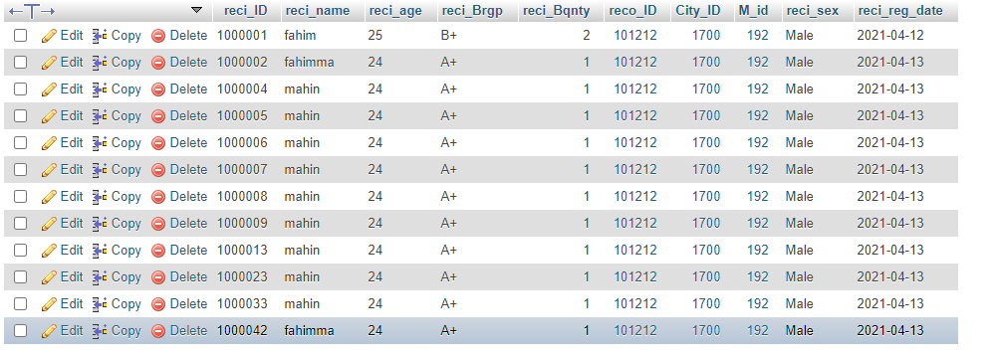 reci_ID reci_name reci_age reci_Brgp reci_Bqnty reco_ID City_ID M_id reci_sex reci_reg_date
Edit Copy Delete 1000001 fahim 25 B+ 2 101212 1700 192 Male 2021-04-12
Edit Copy Delete 1000002 fahimma 24 A+ 1 101212 1700 192 Male 2021-04-13
Edit Copy Delete 1000004 mahin 24 A+ 1 101212 1700 192 Male 2021-04-13
Edit Copy Delete 1000005 mahin 24 A+ 1 101212 1700 192 Male 2021-04-13
Edit Copy Delete 1000006 mahin 24 A+ 1 101212 1700 192 Male 2021-04-13
Edit Copy Delete 1000007 mahin 24 A+ 1 101212 1700 192 Male 2021-04-13
Edit Copy Delete 1000008 mahin 24 A+ 1 101212 1700 192 Male 2021-04-13
Edit Copy Delete 1000009 mahin 24 A+ 1 101212 1700 192 Male 2021-04-13
Edit Copy Delete 1000013 mahin 24 A+ 1 101212 1700 192 Male 2021-04-13
Edit Copy Delete 1000023 mahin 24 A+ 1 101212 1700 192 Male 2021-04-13
Edit Copy Delete 1000033 mahin 24 A+ 1 101212 1700 192 Male 2021-04-13
Edit Copy Delete 1000042 fahimma 24 A+ 1 101212 1700 192 Male 2021-04-13